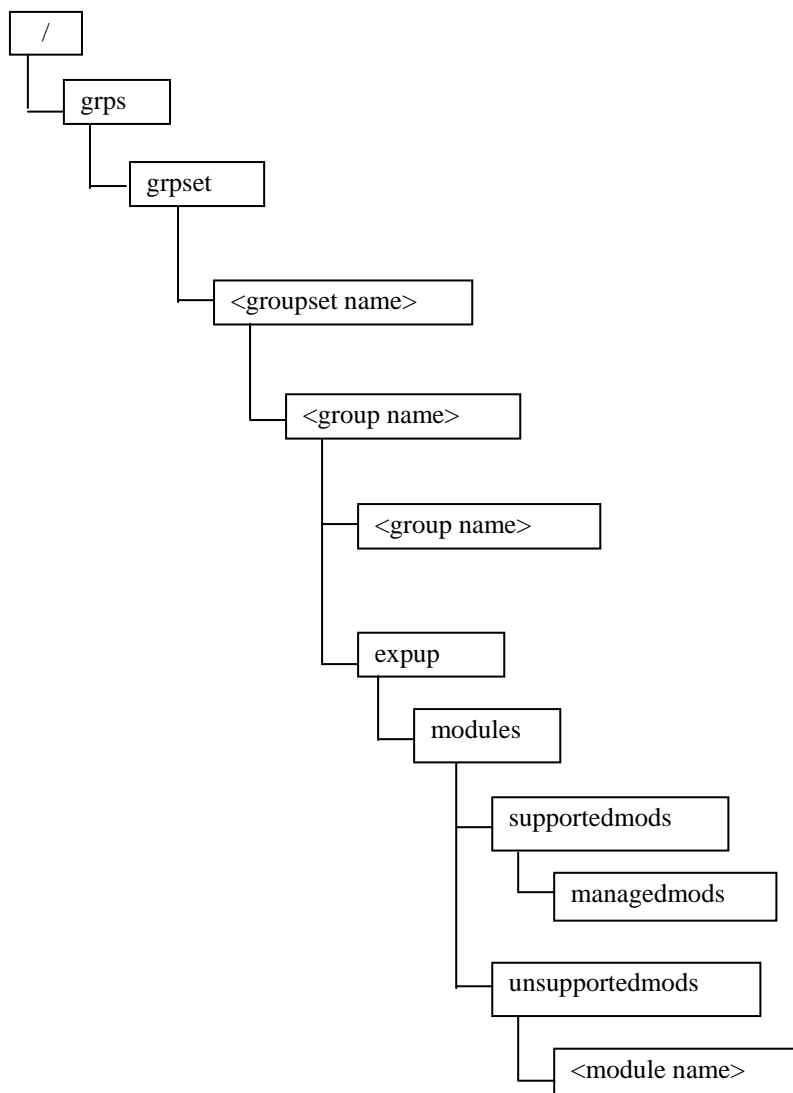 /
grps
grpset
<groupset name>
<group name>
<group name>
expup
modules
supportedmods
managedmods
unsupportedmods
<module name>